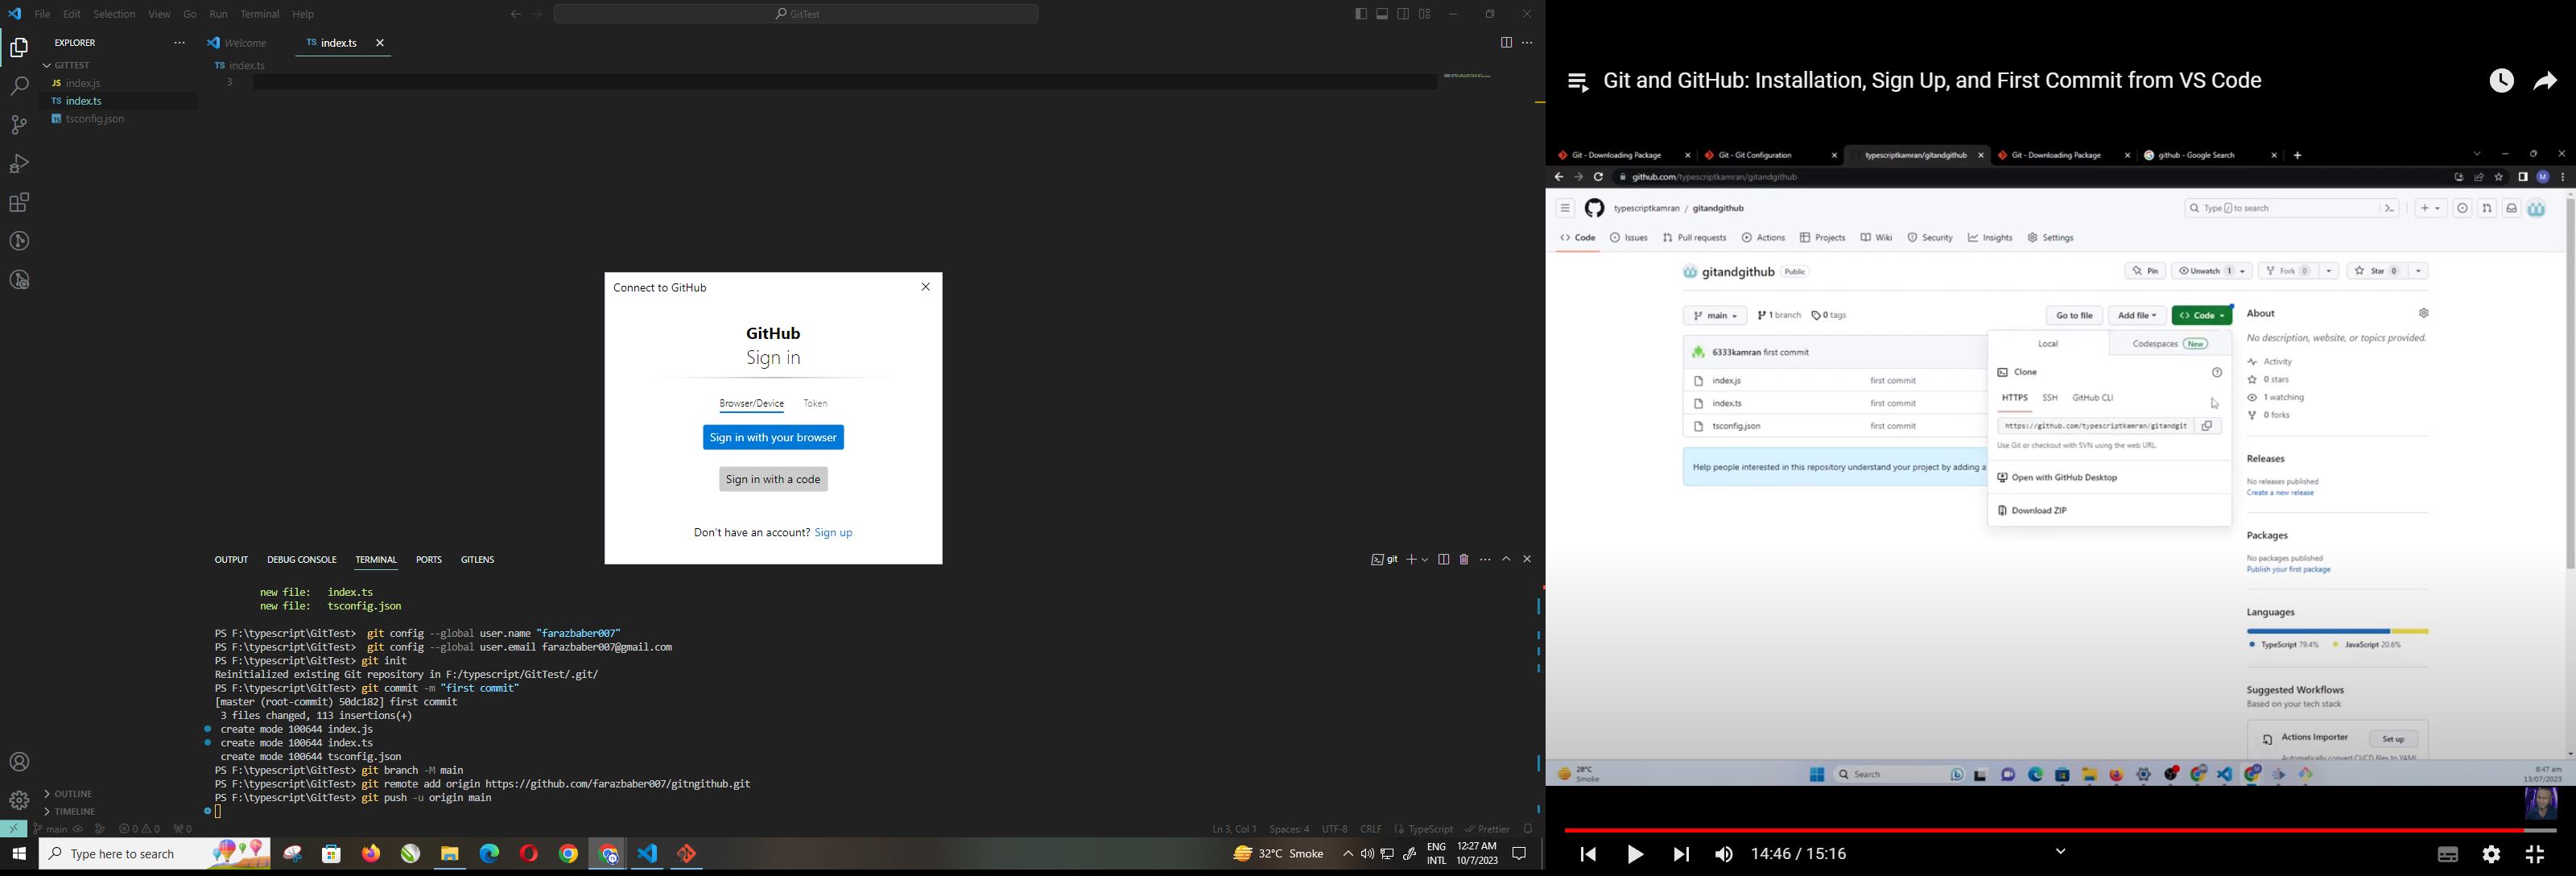 File Edit Selection View Go Run Terminal Help
GitTest
EXPLORER
Welcome
TS index.ts
GITTEST
JS index.js
TS index.ts
tsconfig.json
TS index.ts
3
Connect to GitHub
GitHub
Sign in
Browser/Device Token
Sign in with your browser
Sign in with a code
Don't have an account? Sign up
OUTPUT DEBUG CONSOLE TERMINAL PORTS GITLENS
git
new file: index.ts
new file: tsconfig.json
PS F:\typescript\GitTest> git config --global user.name "farazbaber007"
PS F:\typescript\GitTest> git config --global user.email farazbaber007@gmail.com
PS F:\typescript\GitTest> git init
Reinitialized existing Git repository in F:/typescript/GitTest/.git/
PS F:\typescript\GitTest> git commit -m "first commit"
[master (root-commit) 50dc182] first commit
3 files changed, 113 insertions(+)
create mode 100644 index.js
create mode 100644 index.ts
create mode 100644 tsconfig.json
PS F:\typescript\GitTest> git branch -M main
PS F:\typescript\GitTest> git remote add origin https://github.com/farazbaber007/gitngithub.git
PS F:\typescript\GitTest> git push -u origin main
OUTLINE
TIMELINE
main 0 0 0
Ln 3, Col 1 Spaces: 4 UTF-8 CRLF TypeScript Prettier
Type here to search
32°C Smoke
ENG
INTL
12:27 AM
10/7/2023
Git and GitHub: Installation, Sign Up, and First Commit from VS Code
Git - Downloading Package
Git - Git Configuration
typescriptkamran/gitandgithub
Git - Downloading Package
github - Google Search
github.com/typescriptkamran/gitandgithub
M
typescriptkamran / gitandgithub
Type / to search
Code Issues Pull requests Actions Projects Wiki Security Insights Settings
gitandgithub Public
Pin Unwatch 1 Fork 0 Star 0
main 1 branch 0 tags
Go to file Add file Code
6333kamran first commit
index.js first commit
index.ts first commit
tsconfig.json first commit
Help people interested in this repository understand your project by adding a
Local Codespaces New
Clone
HTTPS SSH GitHub CLI
https://github.com/typescriptkamran/gitandgit
Use Git or checkout with SVN using the web URL.
Open with GitHub Desktop
Download ZIP
About
No description, website, or topics provided.
Activity
0 stars
1 watching
0 forks
Releases
No releases published
Create a new release
Packages
No packages published
Publish your first package
Languages
TypeScript 79.4% JavaScript 20.6%
Suggested Workflows
Based on your tech stack
Actions Importer Set up
Automatically convert CI/CD files to YAML
28°C
Smoke
Search
8:47 am
13/07/2023
14:46 / 15:16